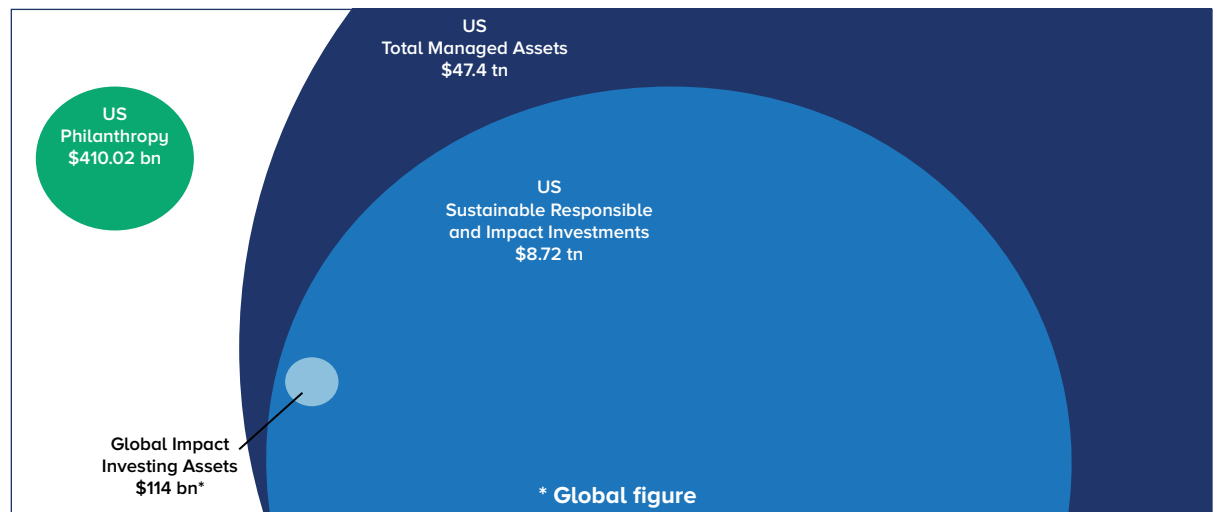 US
Total Managed Assets
$47.4 tn
US
Philanthropy
$410.02 bn
US
Sustainable Responsible
and Impact Investments
$8.72 tn
Global Impact
Investing Assets
$114 bn*
* Global figure